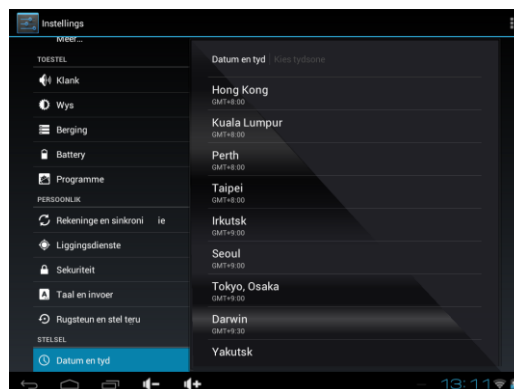 Instellings
Meer...
TOESTEL
Klank
Wys
Berging
Battery
Programme
PERSOONLIK
Rekeninge en sinkroni ie
Liggingsdienste
Sekuriteit
Taal en invoer
Rugsteun en stel teru
STELSEL
Datum en tyd
Datum en tyd | Kies tydsone
Hong Kong
GMT+8:00
Kuala Lumpur
GMT+8:00
Perth
GMT+8:00
Taipei
GMT+8:00
Irkutsk
GMT+9:00
Seoul
GMT+9:00
Tokyo, Osaka
GMT+9:00
Darwin
GMT+9:30
Yakutsk
13:11